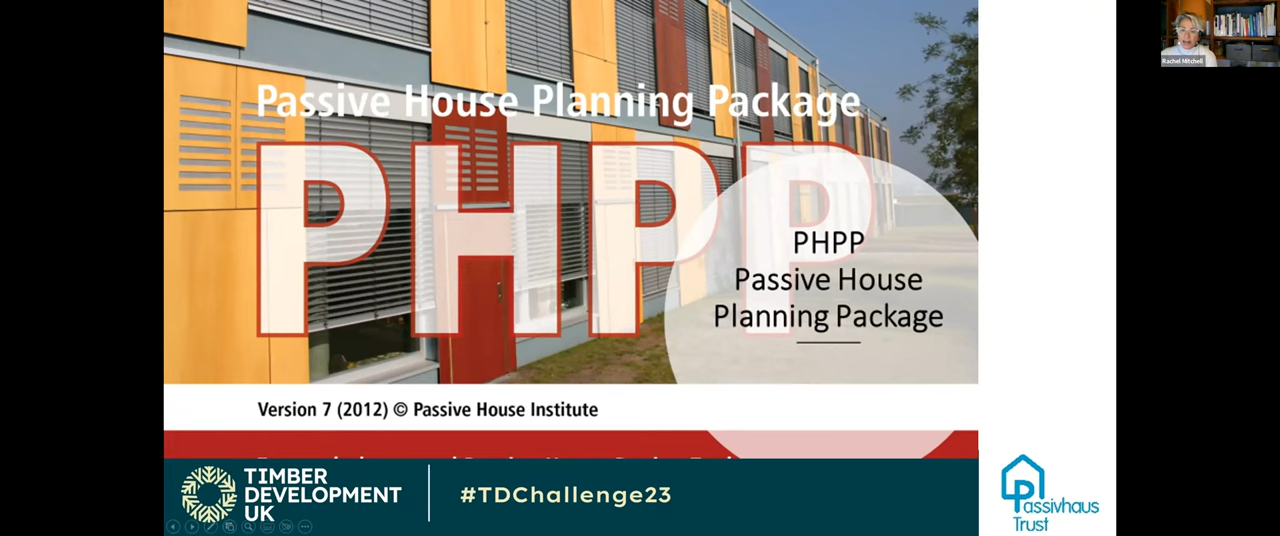 Passive House Planning Package
PHPP
PHPP
Passive House
Planning Package
Version 7 (2012) © Passive House Institute
TIMBER
DEVELOPMENT
UK
#TDChallenge23
Passivhaus
Trust
Rachel Mitchell